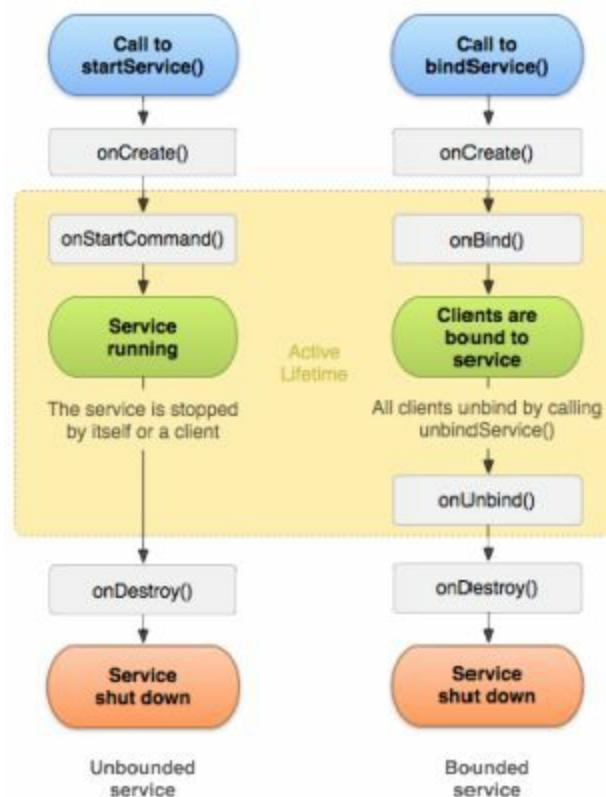 Call to
startService()
onCreate()
onStartCommand()
Service
running
The service is stopped
by itself or a client
onDestroy()
Service
shut down
Unbounded
service
Active
Lifetime
Call to
bindService()
onCreate()
onBind()
Clients are
bound to
service
All clients unbind by calling
unbindService()
onUnbind()
onDestroy()
Service
shut down
Bounded
service